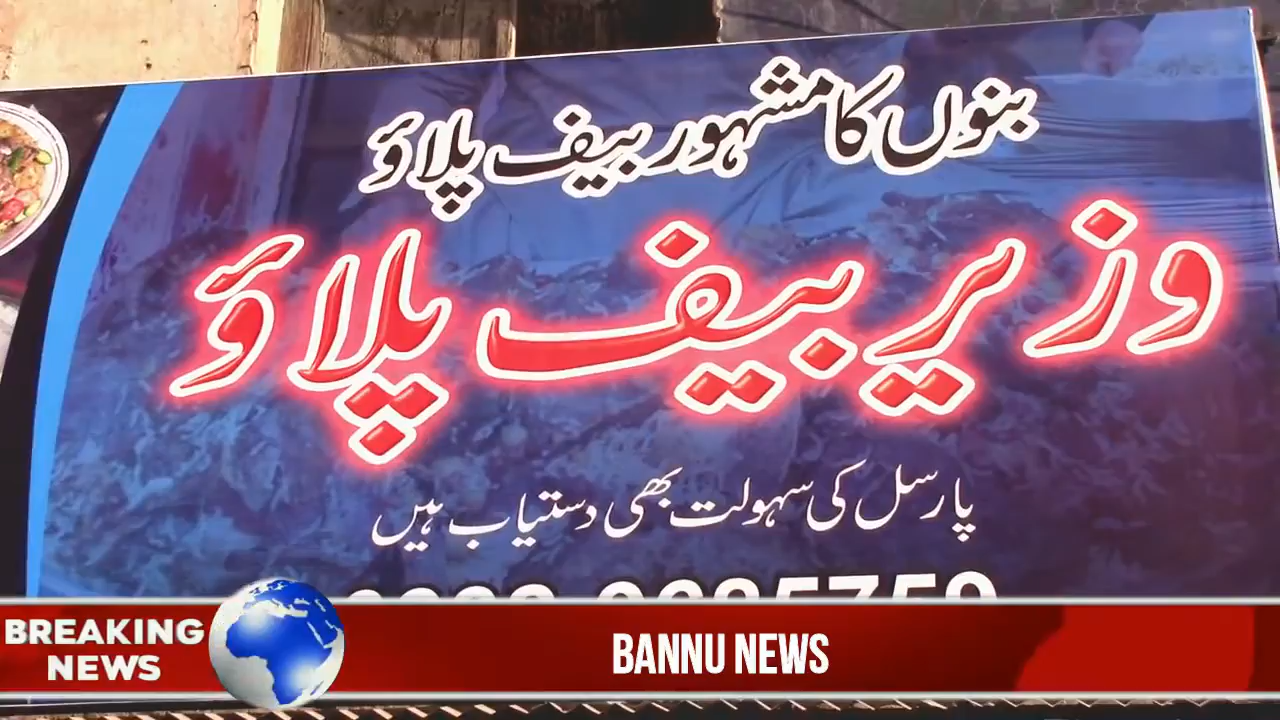 بنوں کا مشہور بیف پلاؤ
وزیر بیف پلاؤ
پارسل کی سہولت بھی دستیاب ہیں
BREAKING
NEWS
BANNU NEWS